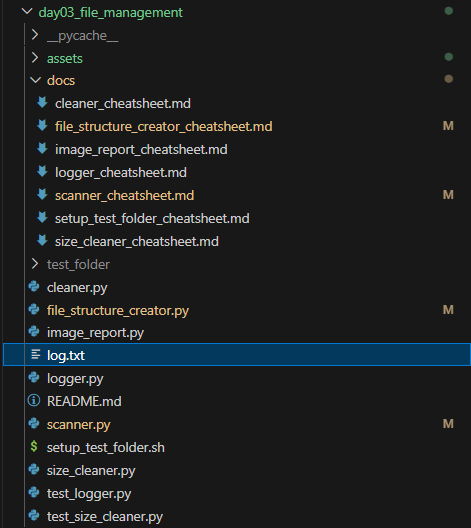 day03_file_management
__pycache__
assets
docs
cleaner_cheatsheet.md
file_structure_creator_cheatsheet.md M
image_report_cheatsheet.md
logger_cheatsheet.md
scanner_cheatsheet.md M
setup_test_folder_cheatsheet.md
size_cleaner_cheatsheet.md
test_folder
cleaner.py
file_structure_creator.py M
image_report.py
log.txt
logger.py
README.md
scanner.py M
$ setup_test_folder.sh
size_cleaner.py
test_logger.py
test_size_cleaner.py